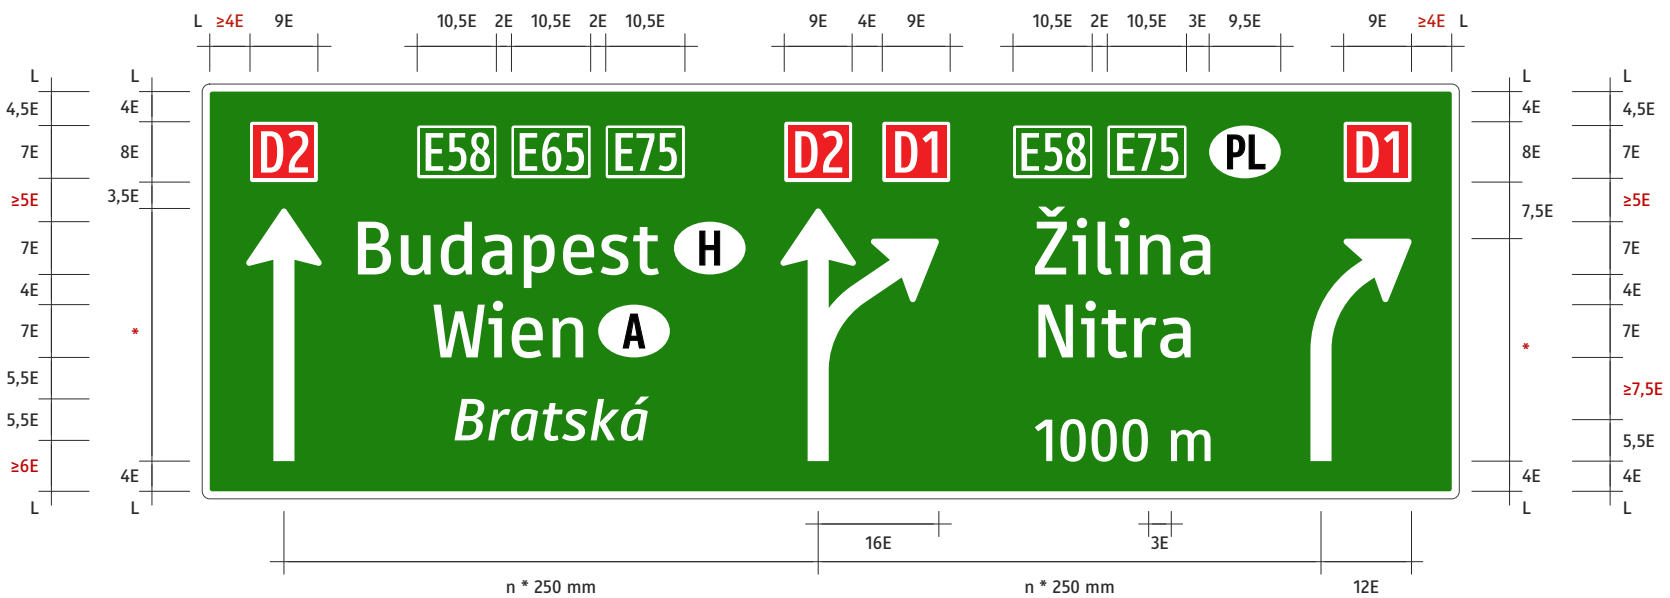 L ≥4E 9E 10,5E 2E 10,5E 2E 10,5E 9E 4E 9E 10,5E 2E 10,5E 3E 9,5E 9E ≥4E L
L L L L
4,5E 4E 4E 4,5E
7E 8E D2 E58 E65 E75 D2 D1 E58 E75 PL D1 8E 7E
≥5E 3,5E 7,5E ≥5E
7E Budapest H Žilina 7E
4E 4E
7E * Wien A Nitra * 7E
5,5E ≥7,5E
5,5E Bratská 1000 m 5,5E
≥6E 4E 4E 4E
L L L L
16E 3E
n * 250 mm n * 250 mm 12E